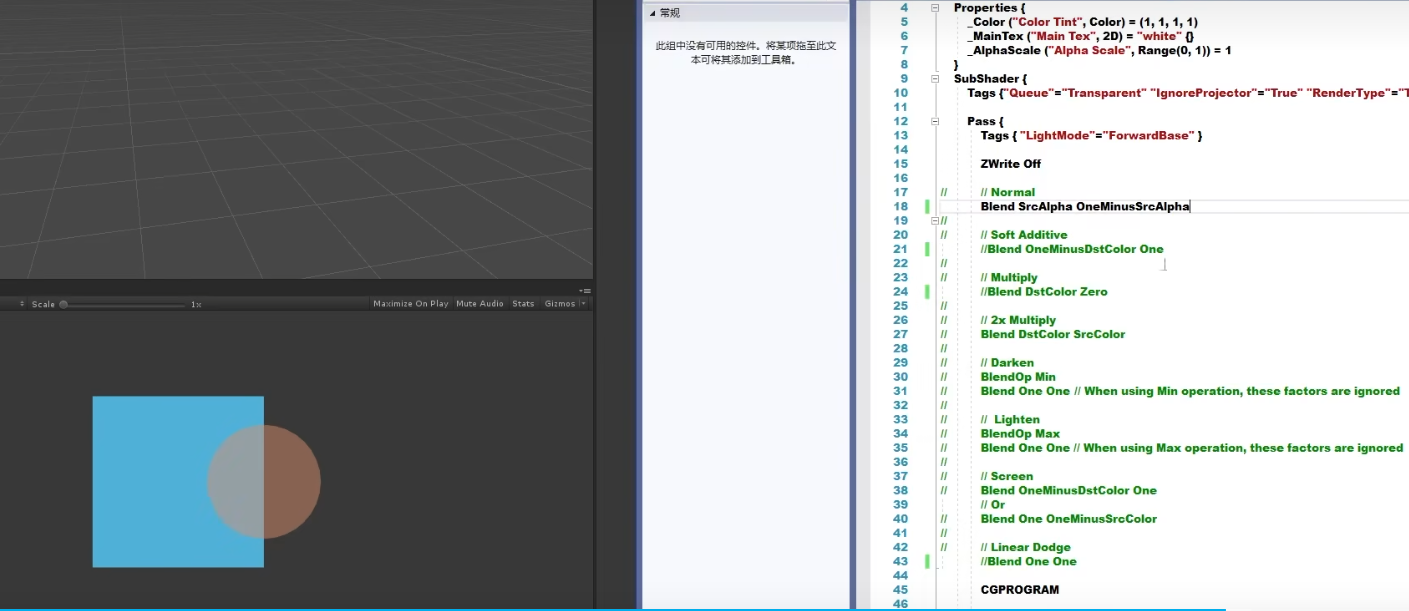 Scale 1x Maximize On Play Mute Audio Stats Gizmos
常规
此组中没有可用的控件。将某项拖至此文
本可将其添加到工具箱。
4 Properties {
5 _Color ("Color Tint", Color) = (1, 1, 1, 1)
6 _MainTex ("Main Tex", 2D) = "white" {}
7 _AlphaScale ("Alpha Scale", Range(0, 1)) = 1
8 }
9 SubShader {
10 Tags {"Queue"="Transparent" "IgnoreProjector"="True" "RenderType"="T
11
12 Pass {
13 Tags { "LightMode"="ForwardBase" }
14
15 ZWrite Off
16
17 // // Normal
18 Blend SrcAlpha OneMinusSrcAlpha
19 //
20 // // Soft Additive
21 //Blend OneMinusDstColor One
22 //
23 // // Multiply
24 //Blend DstColor Zero
25 //
26 // // 2x Multiply
27 // Blend DstColor SrcColor
28 //
29 // // Darken
30 // BlendOp Min
31 // Blend One One // When using Min operation, these factors are ignored
32 //
33 // // Lighten
34 // BlendOp Max
35 // Blend One One // When using Max operation, these factors are ignored
36 //
37 // // Screen
38 // Blend OneMinusDstColor One
39 // Or
40 // Blend One OneMinusSrcColor
41 //
42 // // Linear Dodge
43 //Blend One One
44
45 CGPROGRAM
46